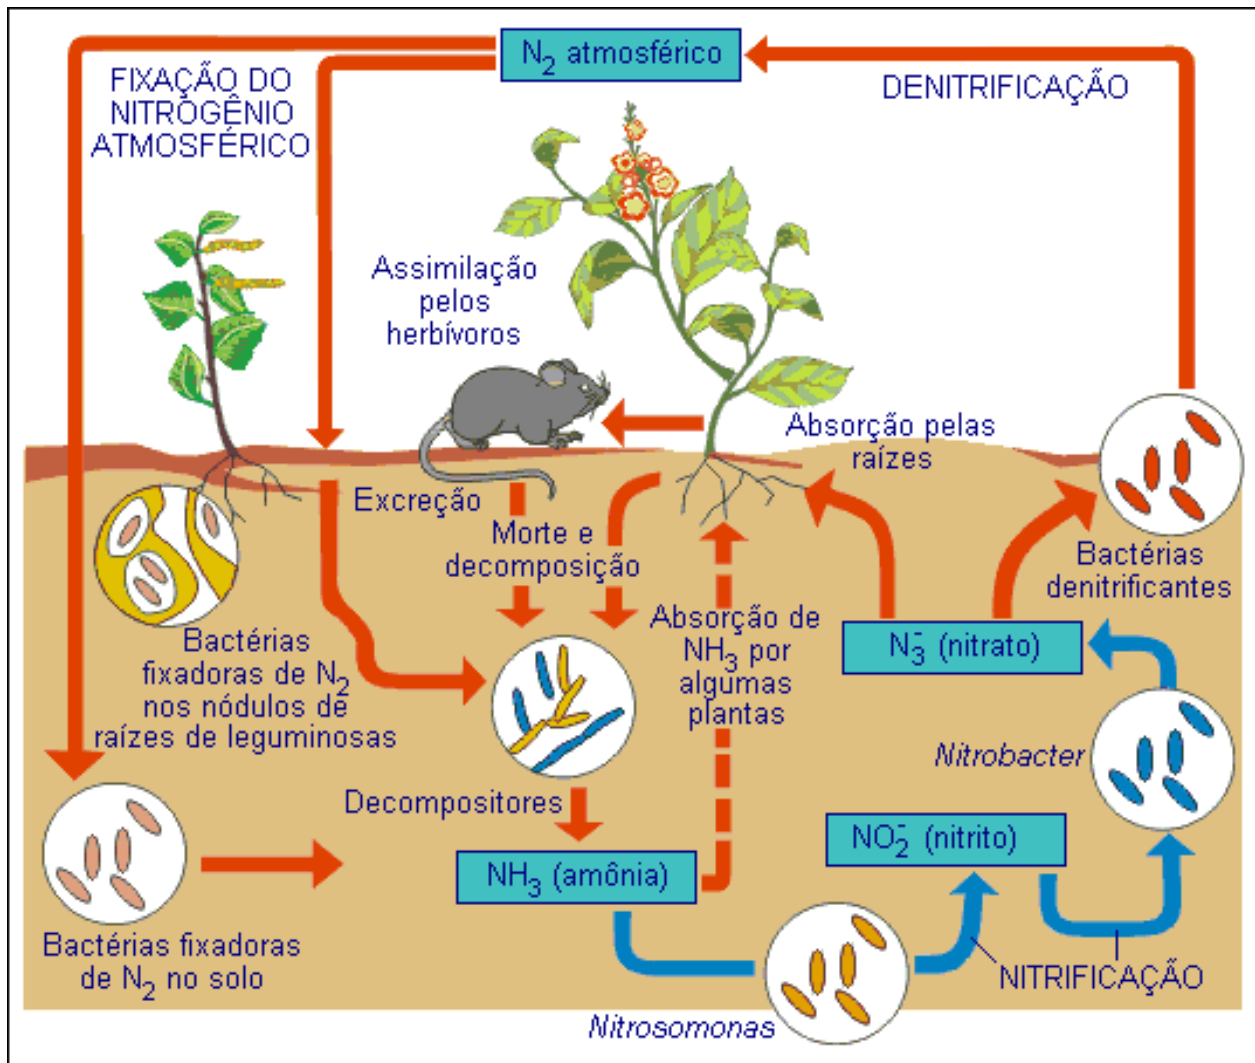 N₂ atmosférico
FIXAÇÃO DO
NITROGÊNIO
ATMOSFÉRICO
DENITRIFICAÇÃO
Assimilação
pelos
herbívoros
Absorção pelas
raízes
Excreção
Morte e
decomposição
Bactérias
denitrificantes
Absorção de
NH₃ por
algumas
plantas
N₃⁻ (nitrato)
Bactérias
fixadoras de N₂
nos nódulos de
raízes de leguminosas
Nitrobacter
Decompositores
NO₂⁻ (nitrito)
NH₃ (amônia)
Bactérias fixadoras
de N₂ no solo
NITRIFICAÇÃO
Nitrosomonas